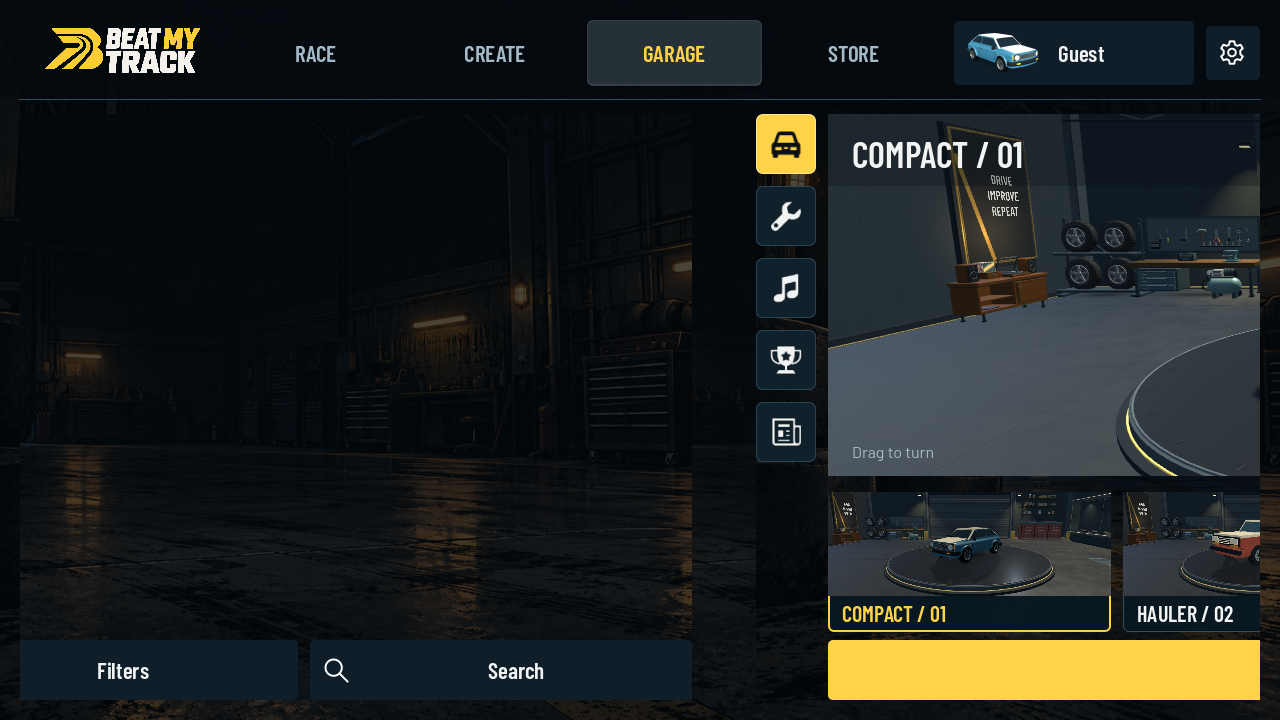 BEAT MY
TRACK
RACE
CREATE
GARAGE
STORE
Guest
COMPACT / 01
DRIVE
IMPROVE
REPEAT
Drag to turn
COMPACT / 01
HAULER / 02
Filters
Search